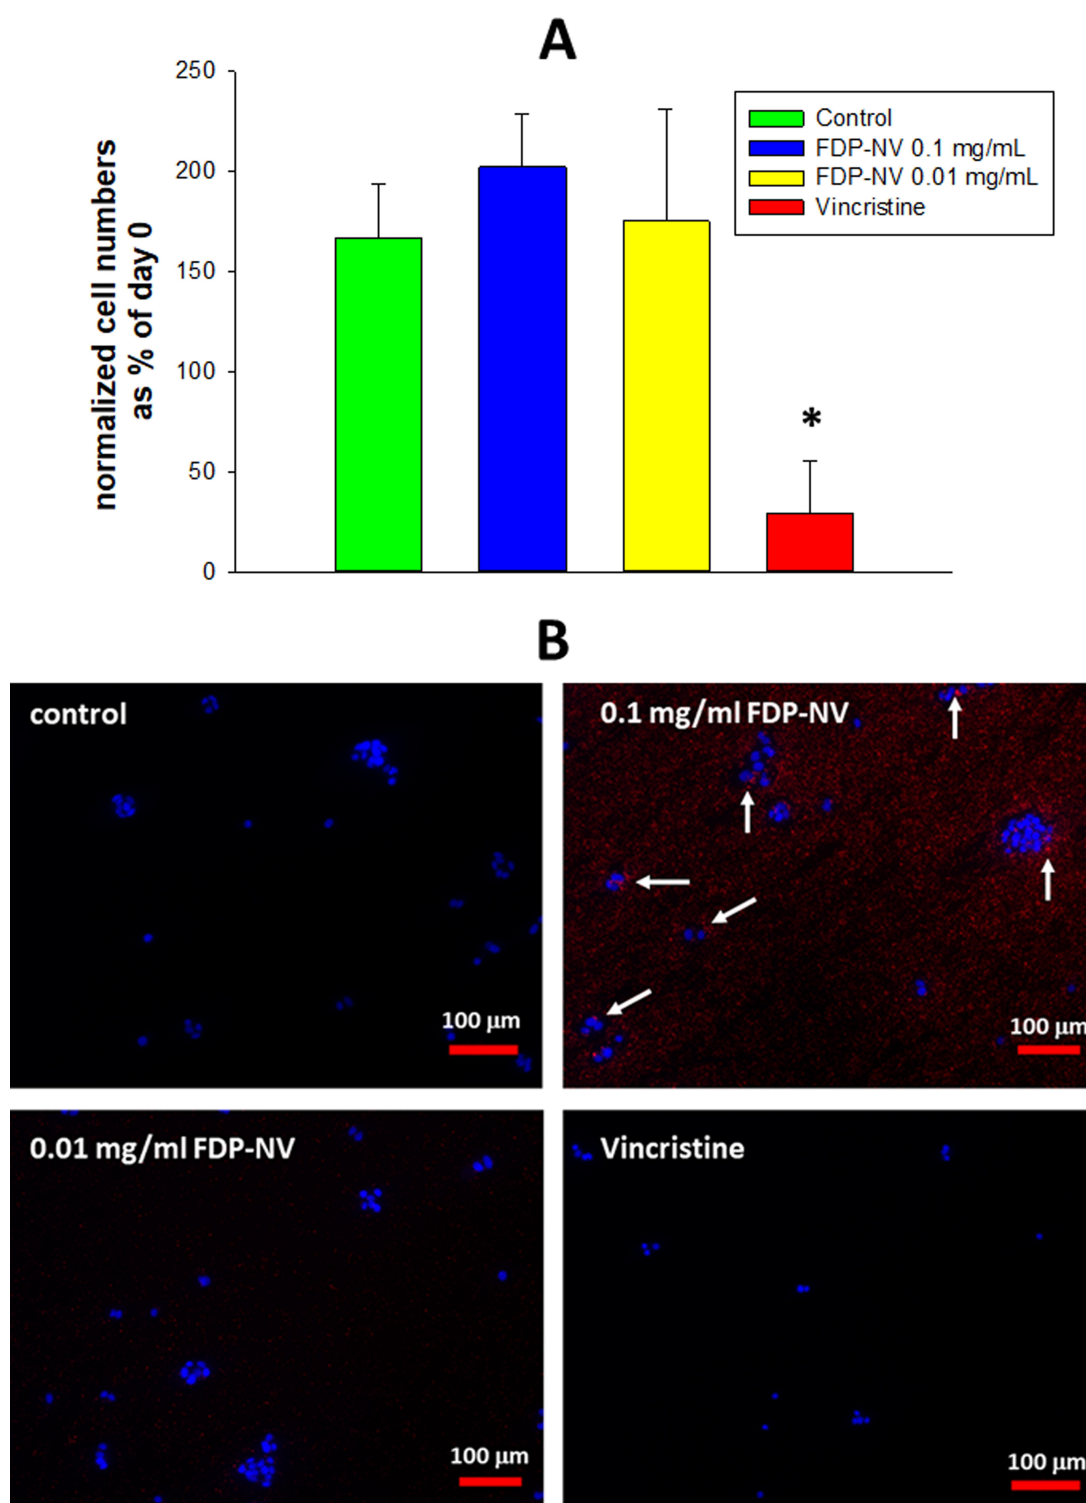 A
250
200
150
100
50
0
normalized cell numbers
as % of day 0
Control
FDP-NV 0.1 mg/mL
FDP-NV 0.01 mg/mL
Vincristine
*
B
control
100 µm
0.1 mg/ml FDP-NV
100 µm
0.01 mg/ml FDP-NV
100 µm
Vincristine
100 µm